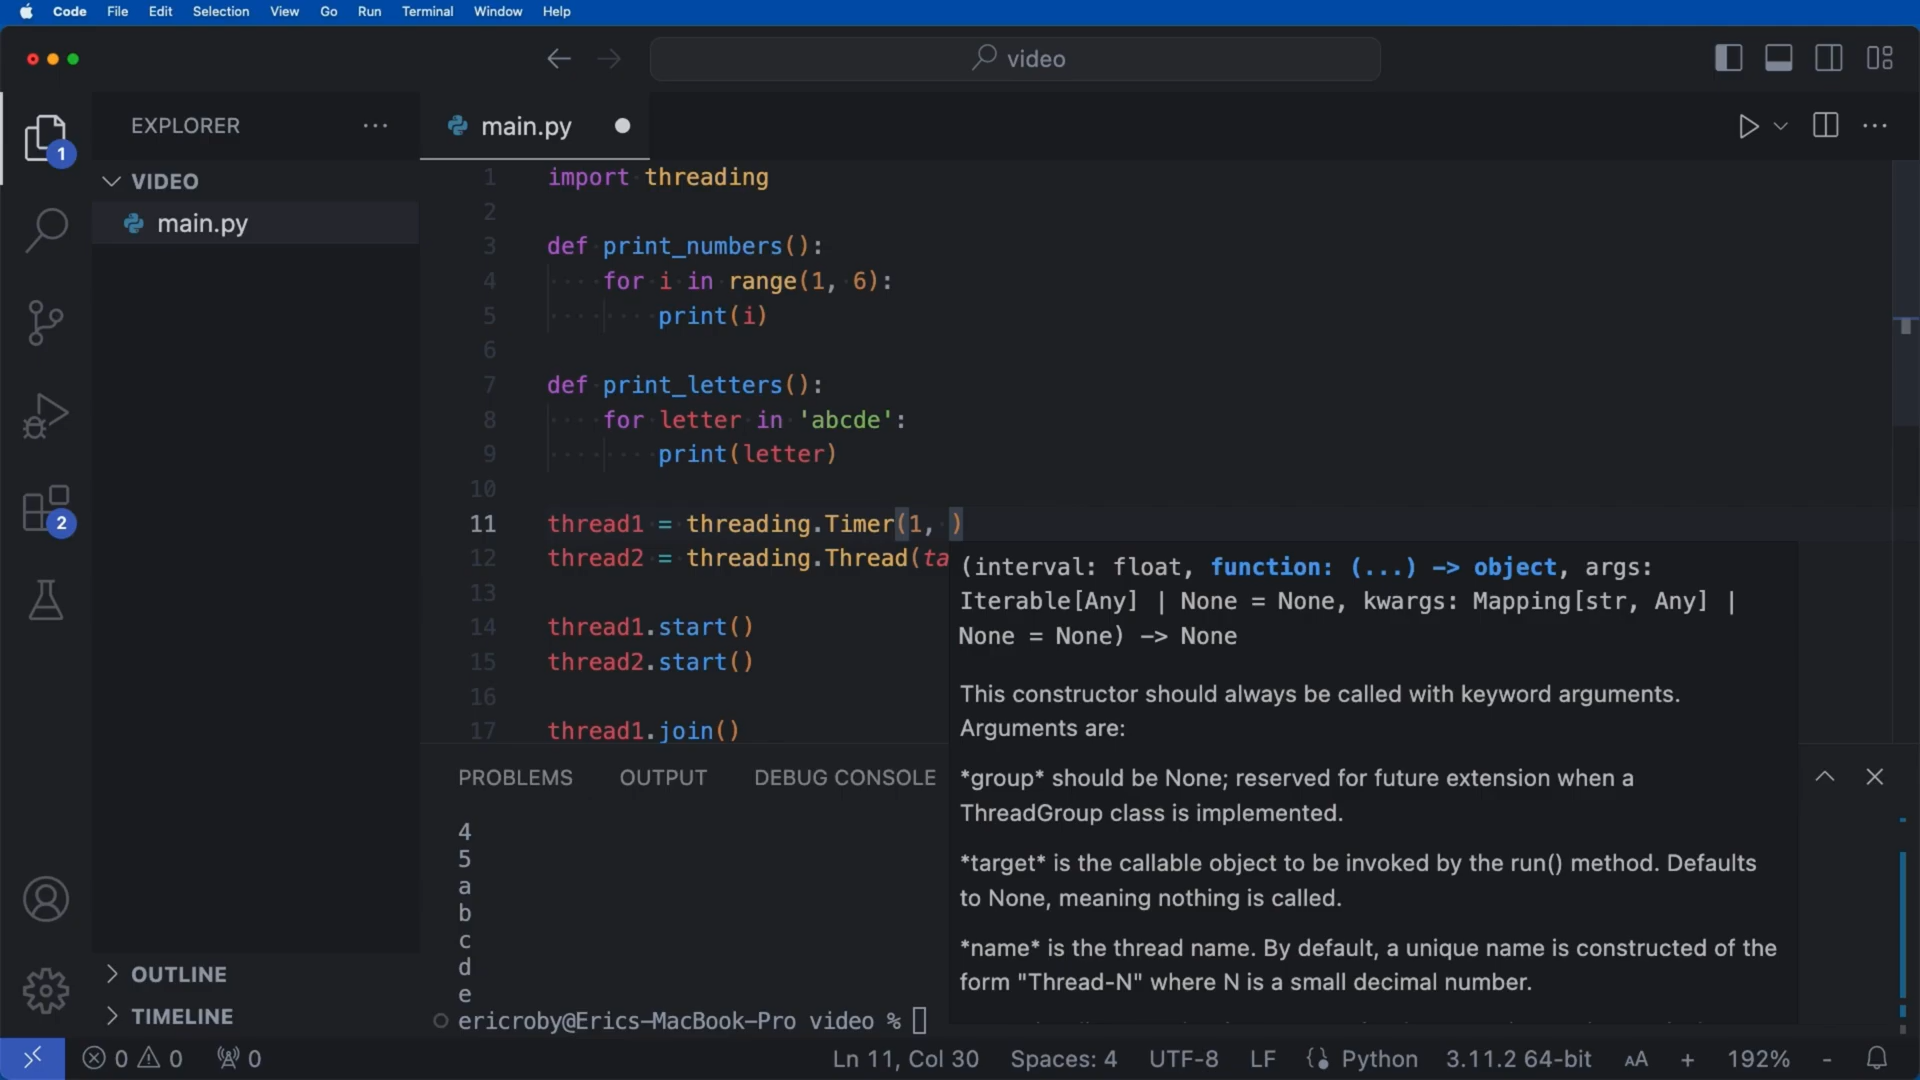 Code File Edit Selection View Go Run Terminal Window Help
video
EXPLORER
main.py
1
VIDEO
main.py
2
OUTLINE
TIMELINE
1 import threading
2
3 def print_numbers():
4 for i in range(1, 6):
5 print(i)
6
7 def print_letters():
8 for letter in 'abcde':
9 print(letter)
10
11 thread1 = threading.Timer(1, )
12 thread2 = threading.Thread(ta
13
14 thread1.start()
15 thread2.start()
16
17 thread1.join()
(interval: float, function: (...) -> object, args:
Iterable[Any] | None = None, kwargs: Mapping[str, Any] |
None = None) -> None
This constructor should always be called with keyword arguments.
Arguments are:
*group* should be None; reserved for future extension when a
ThreadGroup class is implemented.
*target* is the callable object to be invoked by the run() method. Defaults
to None, meaning nothing is called.
*name* is the thread name. By default, a unique name is constructed of the
form "Thread-N" where N is a small decimal number.
PROBLEMS OUTPUT DEBUG CONSOLE
4
5
a
b
c
d
e
ericroby@Erics-MacBook-Pro video %
0 0 0 Ln 11, Col 30 Spaces: 4 UTF-8 LF Python 3.11.2 64-bit AA + 192% -